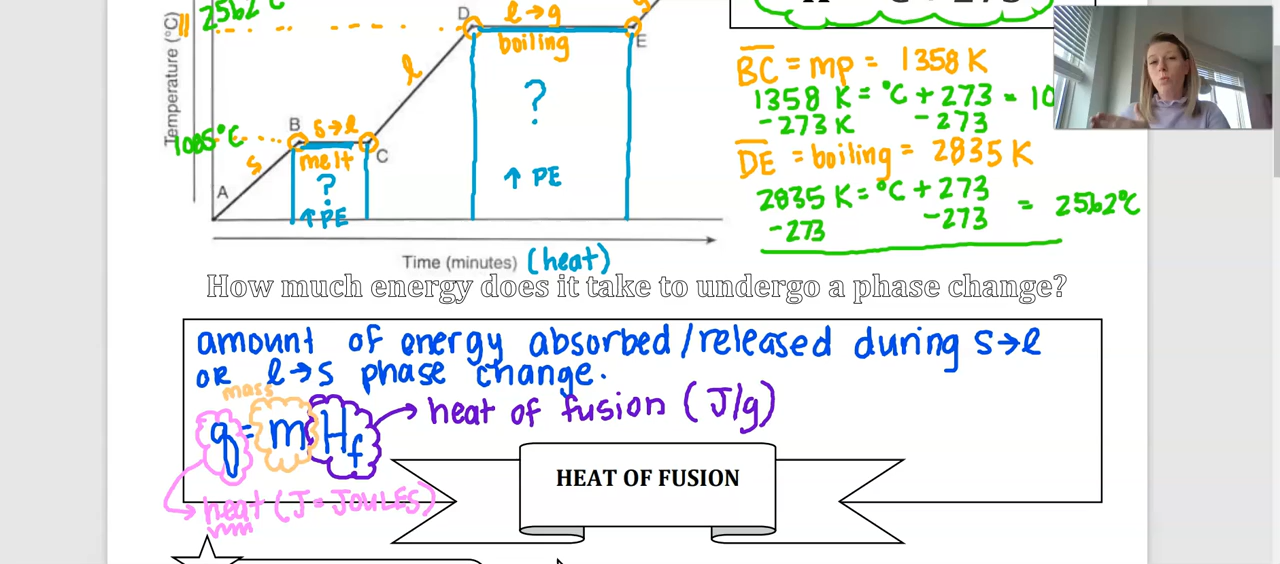 2562°C
Temperature (°C)
D
l→g
boiling
E
?
↑ PE
l
1085°C
B
s→l
melt
C
s
?
↑ PE
A
Time (minutes) (heat)
BC = mp = 1358 K
1358 K = °C + 273 = 10
-273 K -273
DE = boiling = 2835 K
2835 K = °C + 273 = 2562°C
-273 -273
How much energy does it take to undergo a phase change?
amount of energy absorbed/released during s→l
OR l→s phase change.
mass
q = mHf → heat of fusion (J/g)
HEAT OF FUSION
heat (J = JOULES)